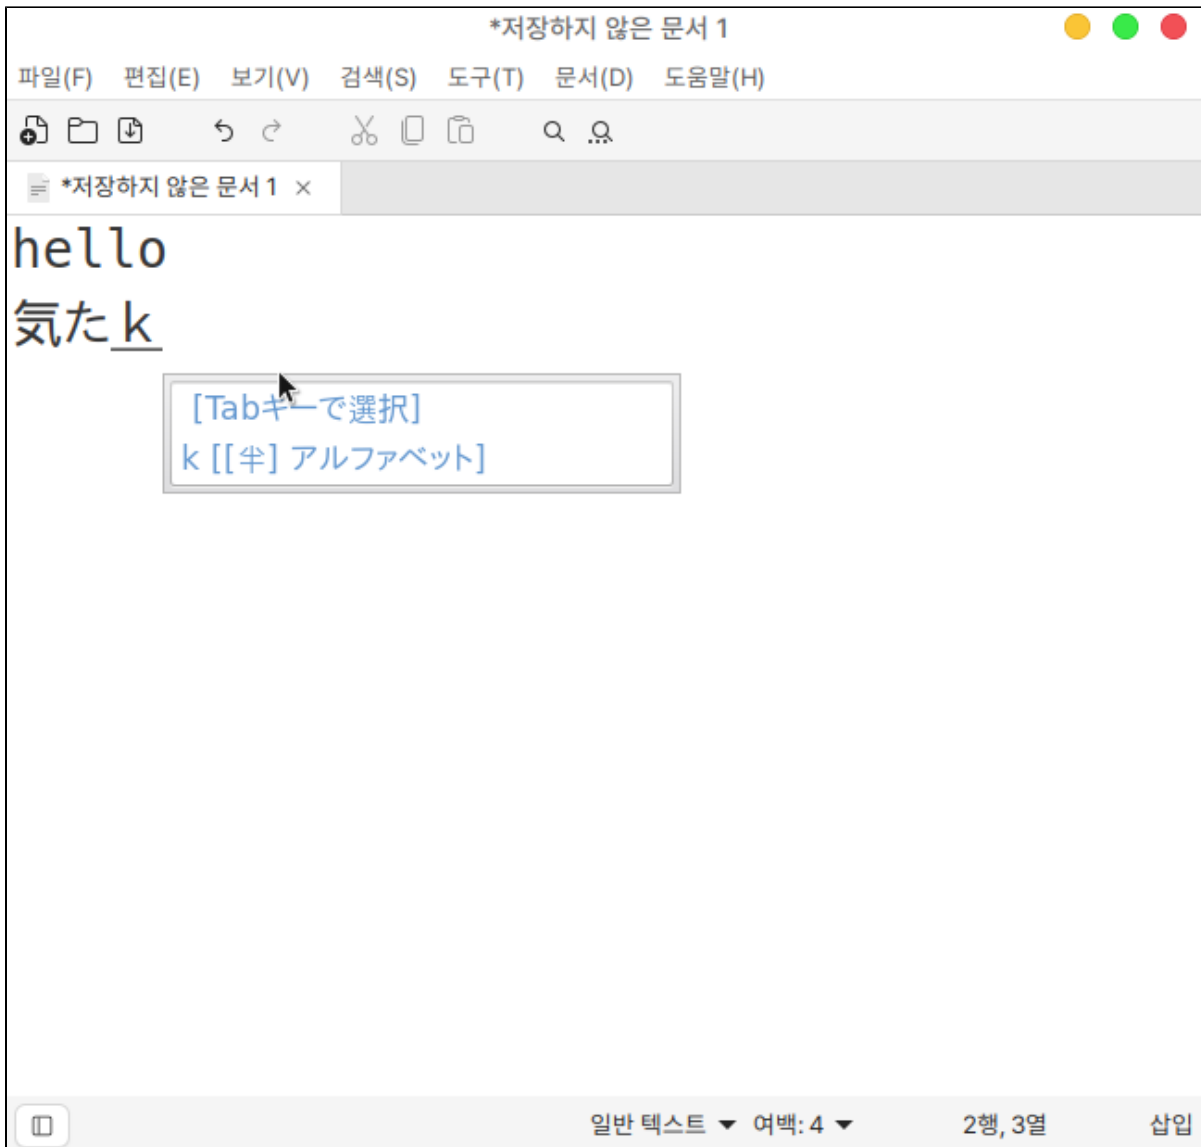 *저장하지 않은 문서 1
파일(F) 편집(E) 보기(V) 검색(S) 도구(T) 문서(D) 도움말(H)
*저장하지 않은 문서 1
hello
気たｋ
[Tabキーで選択]
k [[半] アルファベット]
일반 텍스트 여백: 4 2행, 3열 삽입